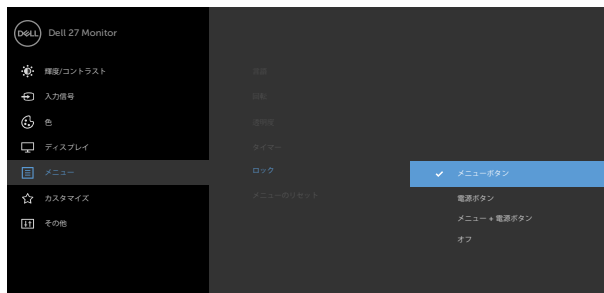 DELL Dell 27 Monitor
輝度/コントラスト
入力信号
色
ディスプレイ
メニュー
カスタマイズ
その他
言語
回転
透明度
タイマー
ロック
メニューのリセット
メニューボタン
電源ボタン
メニュー + 電源ボタン
オフ